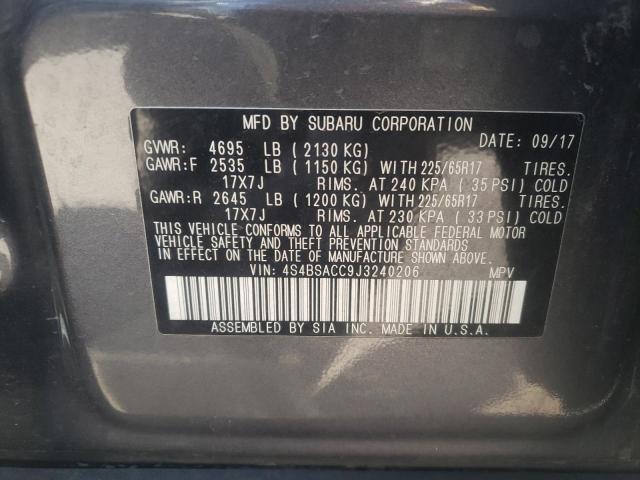 MFD BY SUBARU CORPORATION
GVWR: 4695 LB ( 2130 KG) DATE: 09/17
GAWR:F 2535 LB ( 1150 KG) WITH 225/65R17 TIRES.
17X7J RIMS. AT 240 KPA ( 35 PSI) COLD
GAWR:R 2645 LB ( 1200 KG) WITH 225/65R17 TIRES.
17X7J RIMS. AT 230 KPA ( 33 PSI) COLD
THIS VEHICLE CONFORMS TO ALL APPLICABLE FEDERAL MOTOR
VEHICLE SAFETY AND THEFT PREVENTION STANDARDS
IN EFFECT ON THE DATE OF MANUFACTURE SHOWN ABOVE.
VIN: 4S4BSACC9J3240206 MPV
ASSEMBLED BY SIA INC. MADE IN U.S.A.